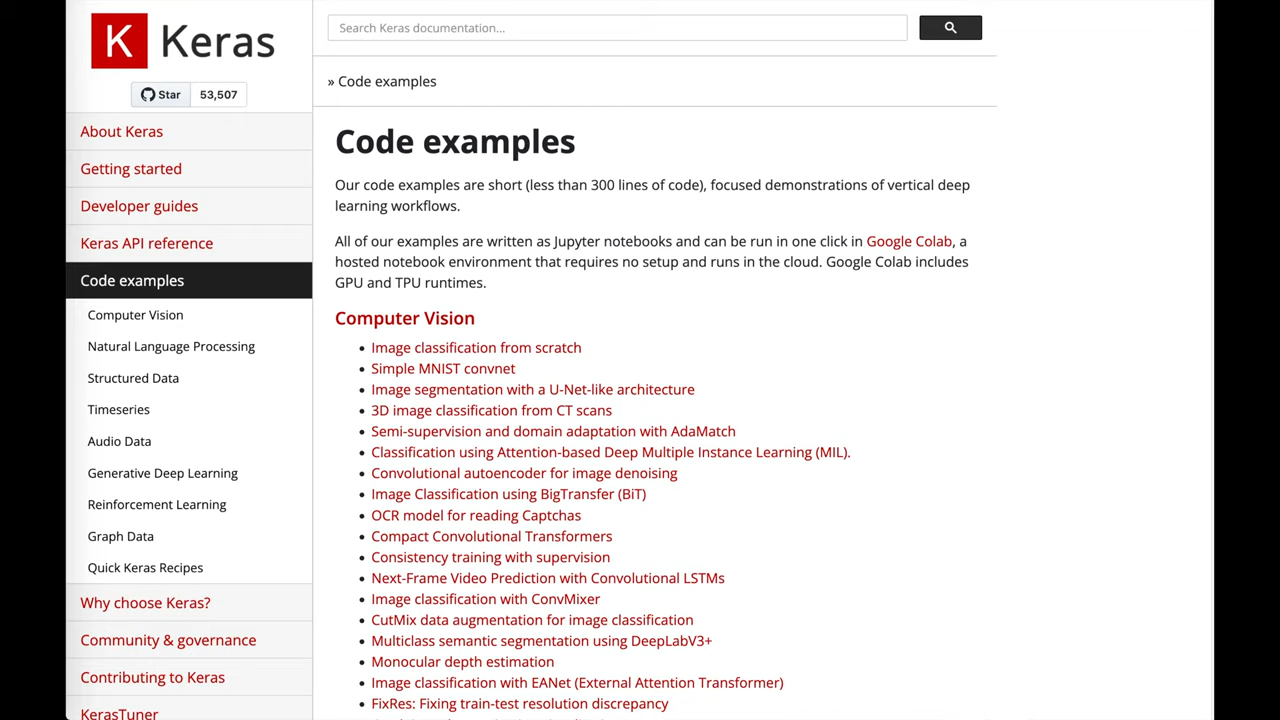 K Keras
Star 53,507
About Keras
Getting started
Developer guides
Keras API reference
Code examples
Computer Vision
Natural Language Processing
Structured Data
Timeseries
Audio Data
Generative Deep Learning
Reinforcement Learning
Graph Data
Quick Keras Recipes
Why choose Keras?
Community & governance
Contributing to Keras
KerasTuner
Search Keras documentation...
» Code examples
Code examples
Our code examples are short (less than 300 lines of code), focused demonstrations of vertical deep
learning workflows.
All of our examples are written as Jupyter notebooks and can be run in one click in Google Colab, a
hosted notebook environment that requires no setup and runs in the cloud. Google Colab includes
GPU and TPU runtimes.
Computer Vision
• Image classification from scratch
• Simple MNIST convnet
• Image segmentation with a U-Net-like architecture
• 3D image classification from CT scans
• Semi-supervision and domain adaptation with AdaMatch
• Classification using Attention-based Deep Multiple Instance Learning (MIL).
• Convolutional autoencoder for image denoising
• Image Classification using BigTransfer (BiT)
• OCR model for reading Captchas
• Compact Convolutional Transformers
• Consistency training with supervision
• Next-Frame Video Prediction with Convolutional LSTMs
• Image classification with ConvMixer
• CutMix data augmentation for image classification
• Multiclass semantic segmentation using DeepLabV3+
• Monocular depth estimation
• Image classification with EANet (External Attention Transformer)
• FixRes: Fixing train-test resolution discrepancy